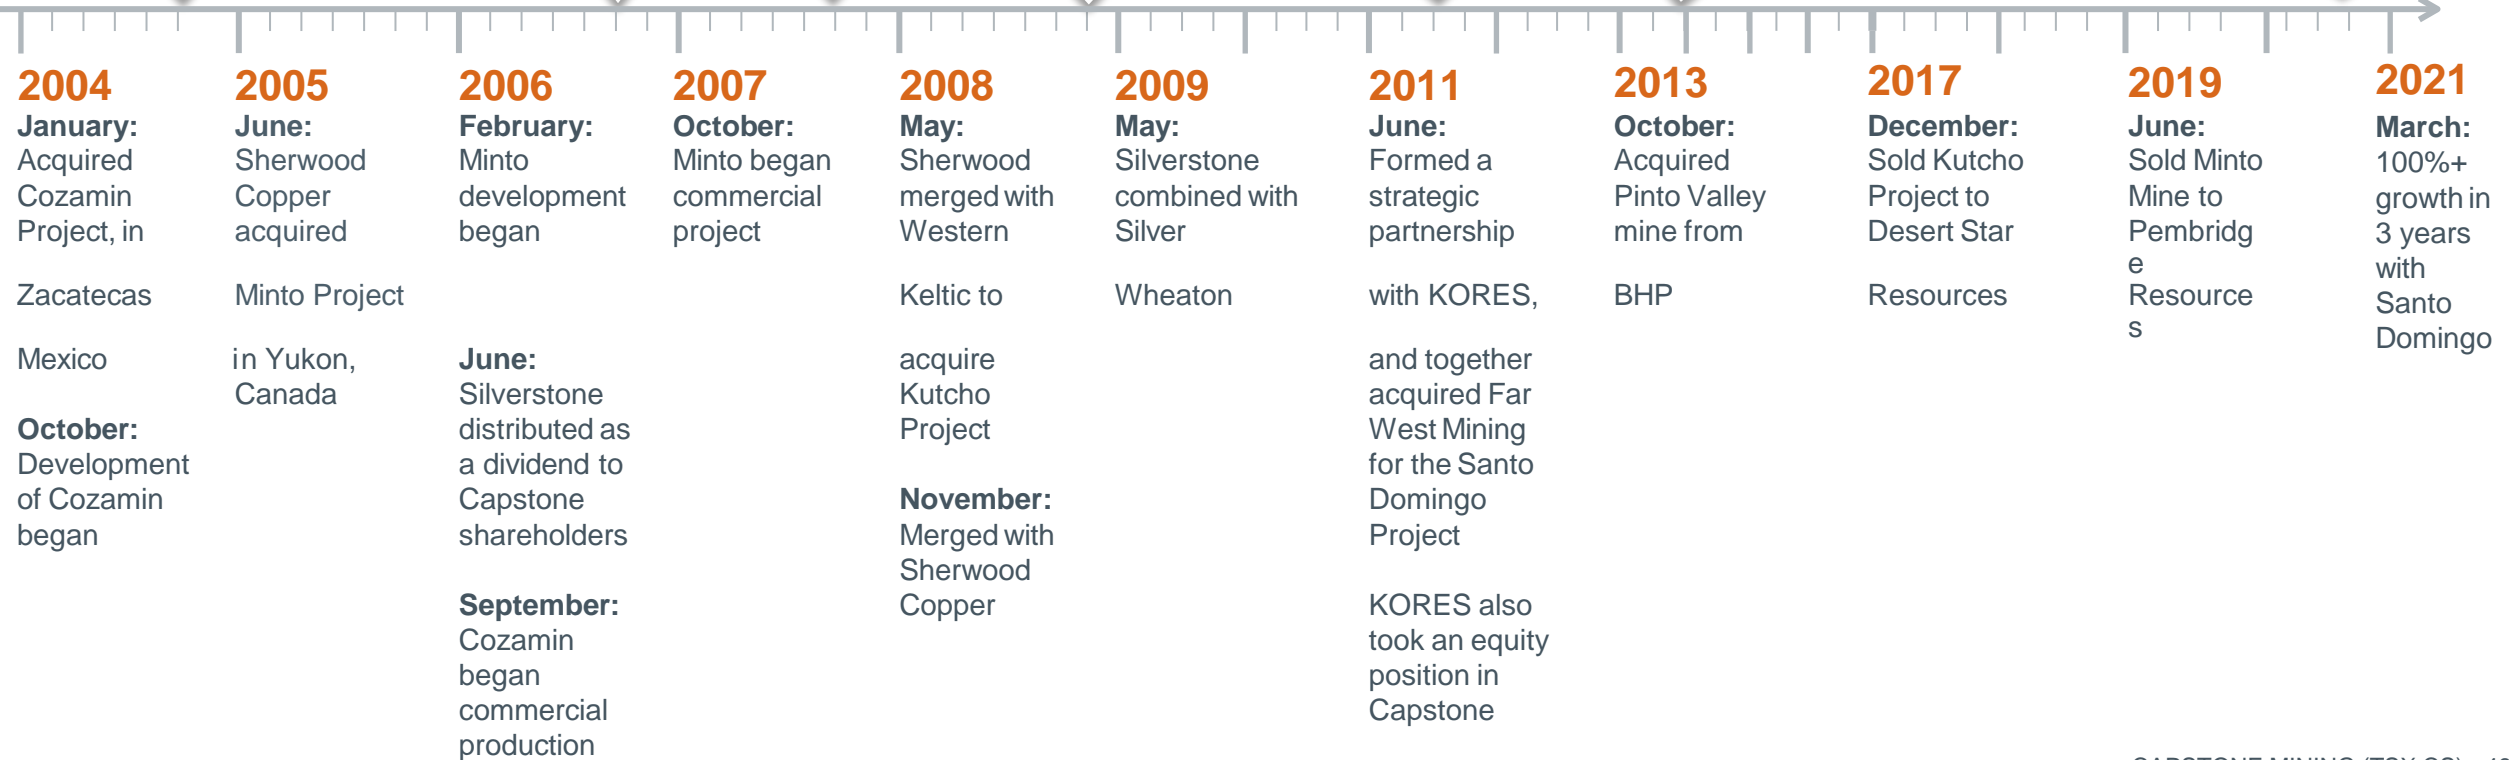 2004
January:
Acquired
Cozamin
Project, in
Zacatecas
Mexico
October:
Development
of Cozamin
began
2005
June:
Sherwood
Copper
acquired
Minto Project
in Yukon,
Canada
2006
February:
Minto
development
began
June:
Silverstone
distributed as
a dividend to
Capstone
shareholders
September:
Cozamin
began
commercial
production
2007
October:
Minto began
commercial
project
2008
May:
Sherwood
merged with
Western
Keltic to
acquire
Kutcho
Project
November:
Merged with
Sherwood
Copper
2009
May:
Silverstone
combined with
Silver
Wheaton
2011
June:
Formed a
strategic
partnership
with KORES,
and together
acquired Far
West Mining
for the Santo
Domingo
Project
KORES also
took an equity
position in
Capstone
2013
October:
Acquired
Pinto Valley
mine from
BHP
2017
December:
Sold Kutcho
Project to
Desert Star
Resources
2019
June:
Sold Minto
Mine to
Pembridg
e
Resource
s
2021
March:
100%+
growth in
3 years
with
Santo
Domingo
CAPSTONE MINING (TSX:CS)